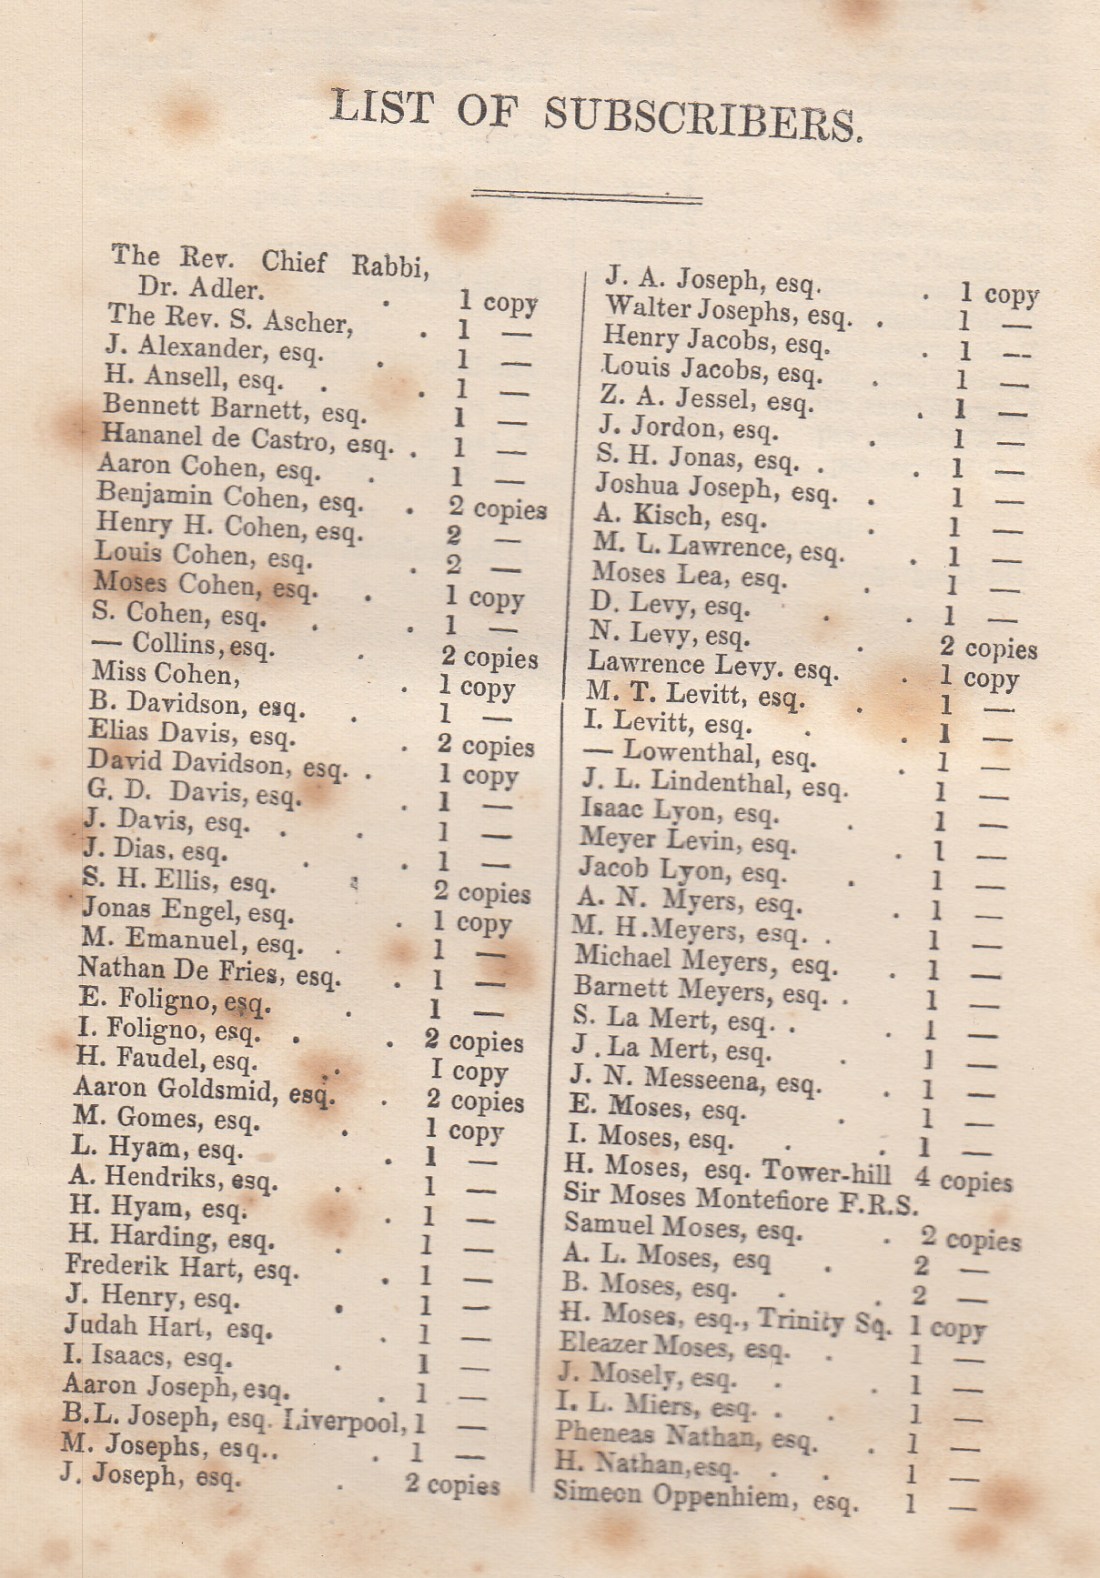 LIST OF SUBSCRIBERS.
The Rev. Chief Rabbi,
Dr. Adler. . 1 copy
The Rev. S. Ascher, . 1 —
J. Alexander, esq. . 1 —
H. Ansell, esq. . . 1 —
Bennett Barnett, esq. 1 —
Hananel de Castro, esq. . 1 —
Aaron Cohen, esq. . 1 —
Benjamin Cohen, esq. . 2 copies
Henry H. Cohen, esq. 2 —
Louis Cohen, esq. . 2 —
Moses Cohen, esq. . 1 copy
S. Cohen, esq. . . 1 —
— Collins, esq. . 2 copies
Miss Cohen, . 1 copy
B. Davidson, esq. . 1 —
Elias Davis, esq. . 2 copies
David Davidson, esq. . 1 copy
G. D. Davis, esq. . 1 —
J. Davis, esq. . . 1 —
J. Dias, esq. . . 1 —
S. H. Ellis, esq. 2 copies
Jonas Engel, esq. . 1 copy
M. Emanuel, esq. . 1 —
Nathan De Fries, esq. . 1 —
E. Foligno, esq. . 1 —
I. Foligno, esq. . . 2 copies
H. Faudel, esq. . 1 copy
Aaron Goldsmid, esq. . 2 copies
M. Gomes, esq. . 1 copy
L. Hyam, esq. . 1 —
A. Hendriks, esq. . 1 —
H. Hyam, esq. . 1 —
H. Harding, esq. . 1 —
Frederik Hart, esq. . 1 —
J. Henry, esq. . 1 —
Judah Hart, esq. . 1 —
I. Isaacs, esq. . 1 —
Aaron Joseph, esq. . 1 —
B.L. Joseph, esq. Liverpool, 1 —
M. Josephs, esq.. . 1 —
J. Joseph, esq. . 2 copies
J. A. Joseph, esq. . 1 copy
Walter Josephs, esq. . 1 —
Henry Jacobs, esq. . 1 —
Louis Jacobs, esq. . 1 —
Z. A. Jessel, esq. . 1 —
J. Jordon, esq. . 1 —
S. H. Jonas, esq. . . 1 —
Joshua Joseph, esq. . 1 —
A. Kisch, esq. . 1 —
M. L. Lawrence, esq. . 1 —
Moses Lea, esq. . 1 —
D. Levy, esq. . . 1 —
N. Levy, esq. . 2 copies
Lawrence Levy. esq. . 1 copy
M. T. Levitt, esq. . 1 —
I. Levitt, esq. . . 1 —
— Lowenthal, esq. . 1 —
J. L. Lindenthal, esq. 1 —
Isaac Lyon, esq. . 1 —
Meyer Levin, esq. . 1 —
Jacob Lyon, esq. . 1 —
A. N. Myers, esq. . 1 —
M. H. Meyers, esq. . 1 —
Michael Meyers, esq. . 1 —
Barnett Meyers, esq. . 1 —
S. La Mert, esq. . . 1 —
J. La Mert, esq. . 1 —
J. N. Messeena, esq. . 1 —
E. Moses, esq. . 1 —
I. Moses, esq. . . 1 —
H. Moses, esq. Tower-hill 4 copies
Sir Moses Montefiore F.R.S.
Samuel Moses, esq. . 2 copies
A. L. Moses, esq . 2 —
B. Moses, esq. . . 2 —
H. Moses, esq., Trinity Sq. 1 copy
Eleazer Moses, esq. . 1 —
J. Mosely, esq. . . 1 —
I. L. Miers, esq. . . 1 —
Pheneas Nathan, esq. . 1 —
H. Nathan, esq. . . 1 —
Simeon Oppenhiem, esq. 1 —